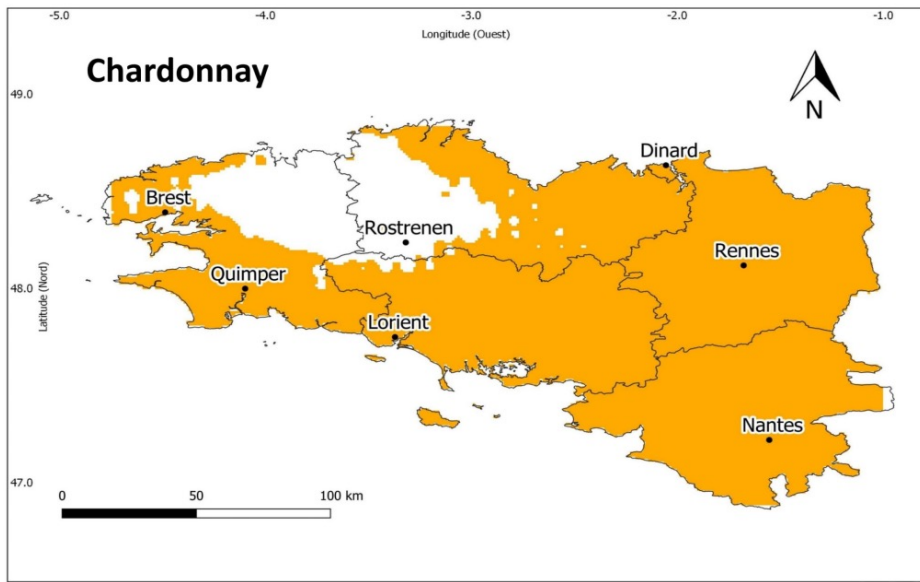 -5.0 -4.0 -3.0 -2.0 -1.0
Longitude (Ouest)
Chardonnay
49.0
N
Dinard
Brest
Rostrenen
Rennes
Quimper
48.0
Latitude (Nord)
Lorient
Nantes
47.0
0 50 100 km